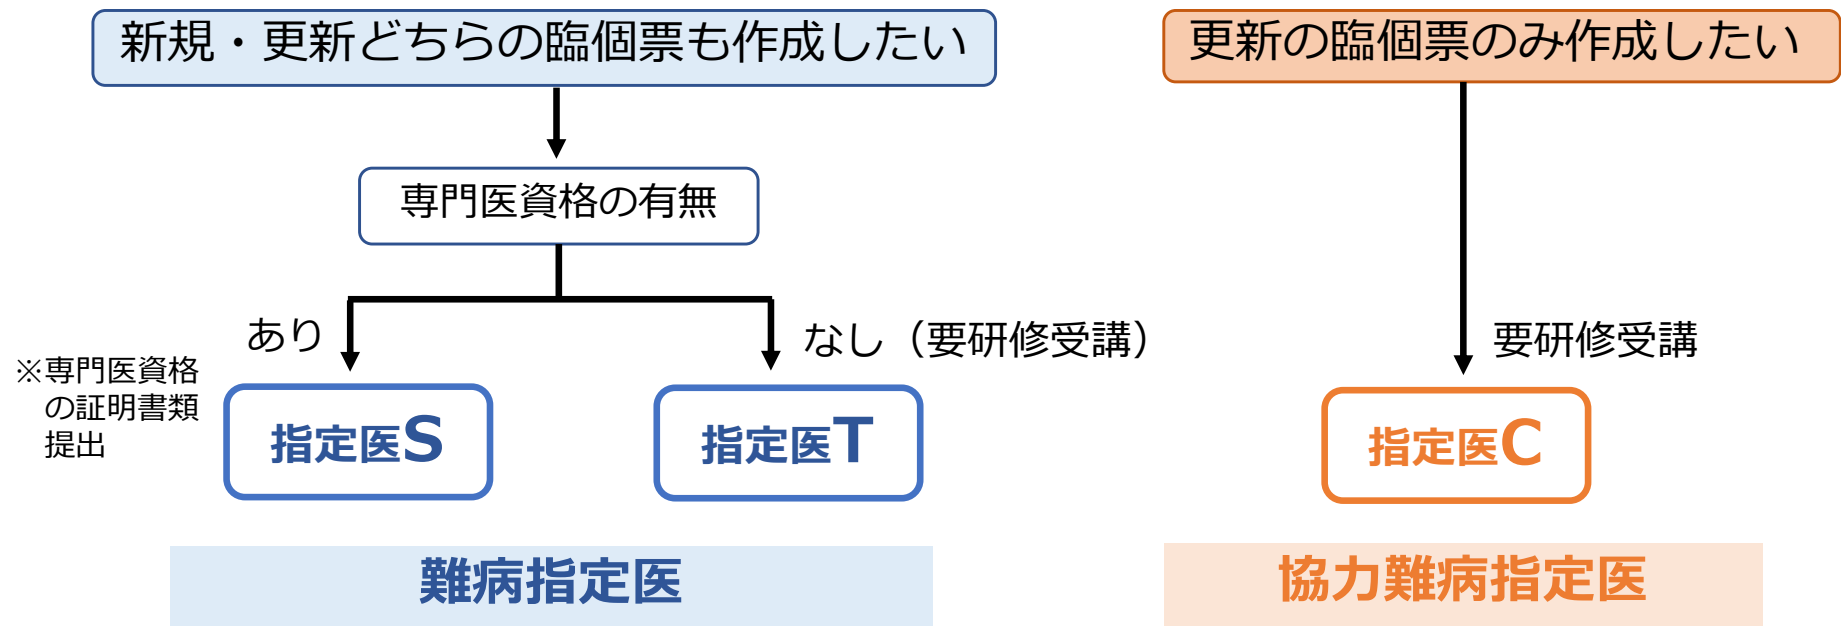 新規・更新どちらの臨個票も作成したい
更新の臨個票のみ作成したい
専門医資格の有無
あり
なし（要研修受講）
要研修受講
※専門医資格
の証明書類
提出
指定医S
指定医T
指定医C
難病指定医
協力難病指定医